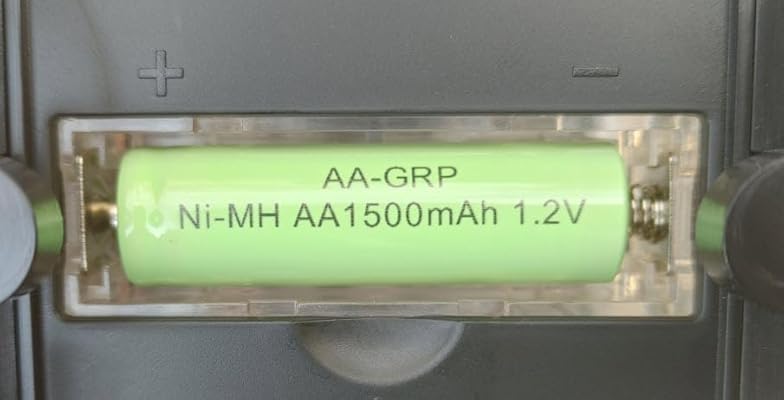 + -
AA-GRP
Ni-MH AA1500mAh 1.2V